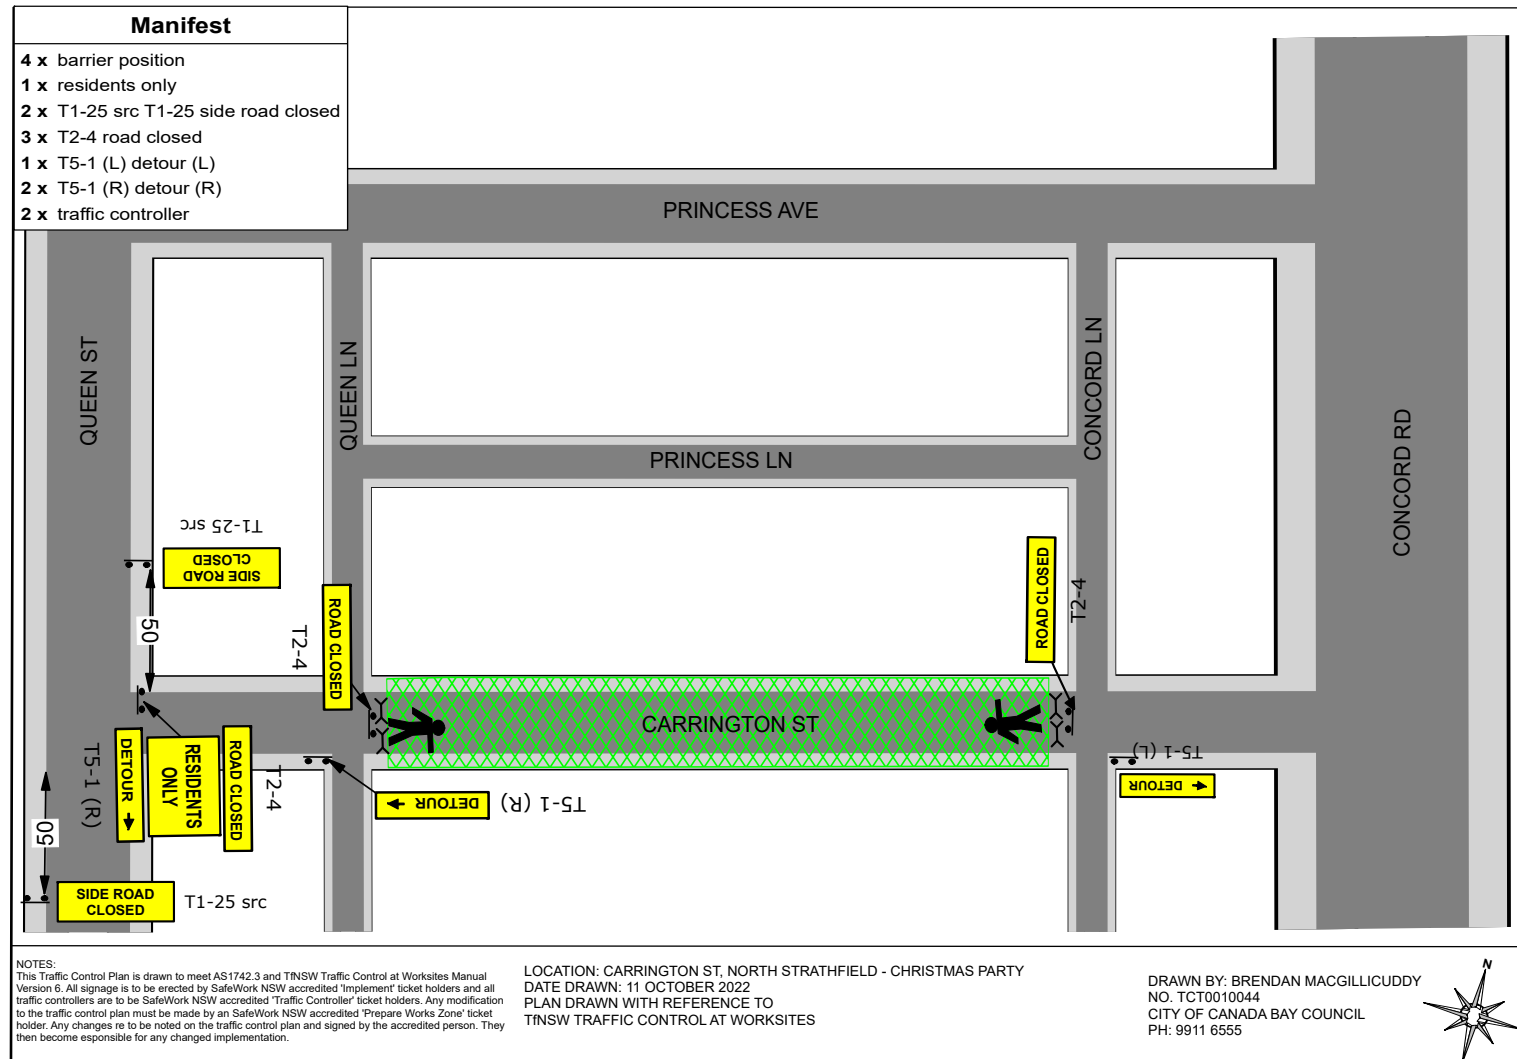 Manifest
4 x barrier position
1 x residents only
2 x T1-25 src T1-25 side road closed
3 x T2-4 road closed
1 x T5-1 (L) detour (L)
2 x T5-1 (R) detour (R)
2 x traffic controller
PRINCESS AVE
QUEEN ST
QUEEN LN
CONCORD LN
CONCORD RD
PRINCESS LN
T1-25 src
SIDE ROAD
CLOSED
50
T2-4
ROAD CLOSED
ROAD CLOSED
T2-4
CARRINGTON ST
T5-1 (R)
DETOUR
RESIDENTS
ONLY
ROAD CLOSED
T2-4
DETOUR
T5-1 (R)
T5-1 (L)
DETOUR
50
SIDE ROAD
CLOSED
T1-25 src
NOTES:
This Traffic Control Plan is drawn to meet AS1742.3 and TfNSW Traffic Control at Worksites Manual
Version 6. All signage is to be erected by SafeWork NSW accredited 'Implement' ticket holders and all
traffic controllers are to be SafeWork NSW accredited 'Traffic Controller' ticket holders. Any modification
to the traffic control plan must be made by an SafeWork NSW accredited 'Prepare Works Zone' ticket
holder. Any changes re to be noted on the traffic control plan and signed by the accredited person. They
then become esponsible for any changed implementation.
LOCATION: CARRINGTON ST, NORTH STRATHFIELD - CHRISTMAS PARTY
DATE DRAWN: 11 OCTOBER 2022
PLAN DRAWN WITH REFERENCE TO
TfNSW TRAFFIC CONTROL AT WORKSITES
DRAWN BY: BRENDAN MACGILLICUDDY
NO. TCT0010044
CITY OF CANADA BAY COUNCIL
PH: 9911 6555
N